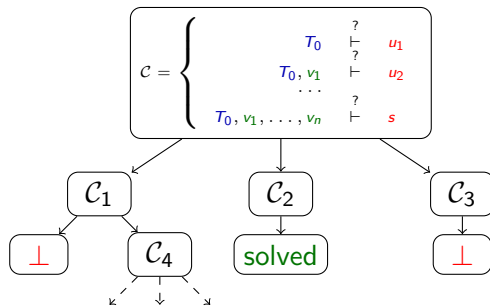 T₀ ?⊢ u₁
T₀, v₁ ?⊢ u₂
C = { ...
T₀, v₁, . . . , vₙ ?⊢ s
C₁ C₂ C₃
⊥ C₄ solved ⊥